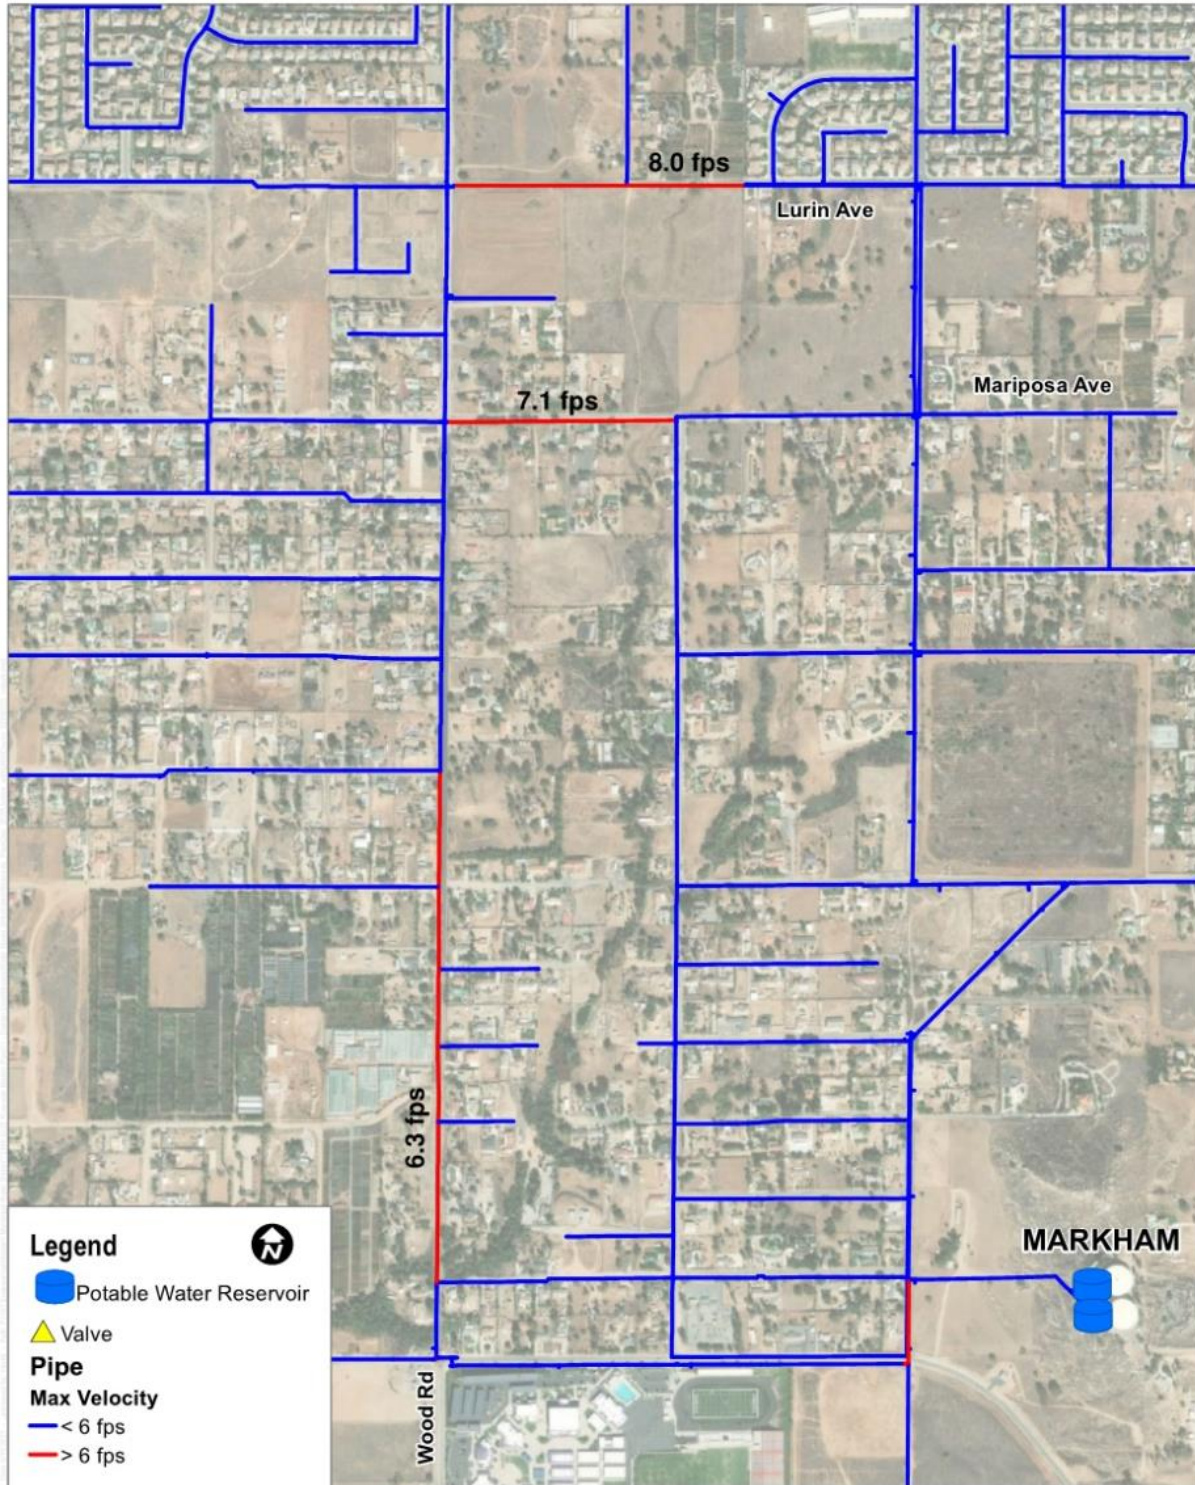 8.0 fps
Lurin Ave
Mariposa Ave
7.1 fps
6.3 fps
MARKHAM
Wood Rd
Legend
N
Potable Water Reservoir
Valve
Pipe
Max Velocity
< 6 fps
> 6 fps